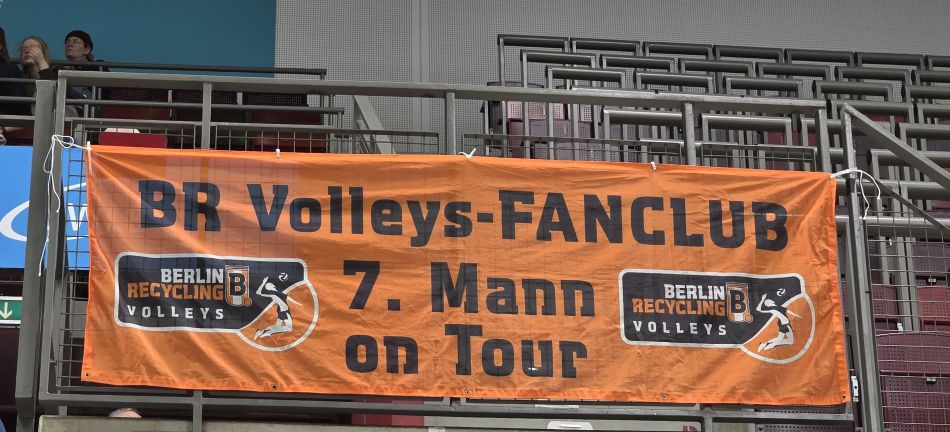 BR Volleys-FANCLUB
7. Mann
on Tour
BERLIN
RECYCLING
VOLLEYS
B
BERLIN
RECYCLING
VOLLEYS
B